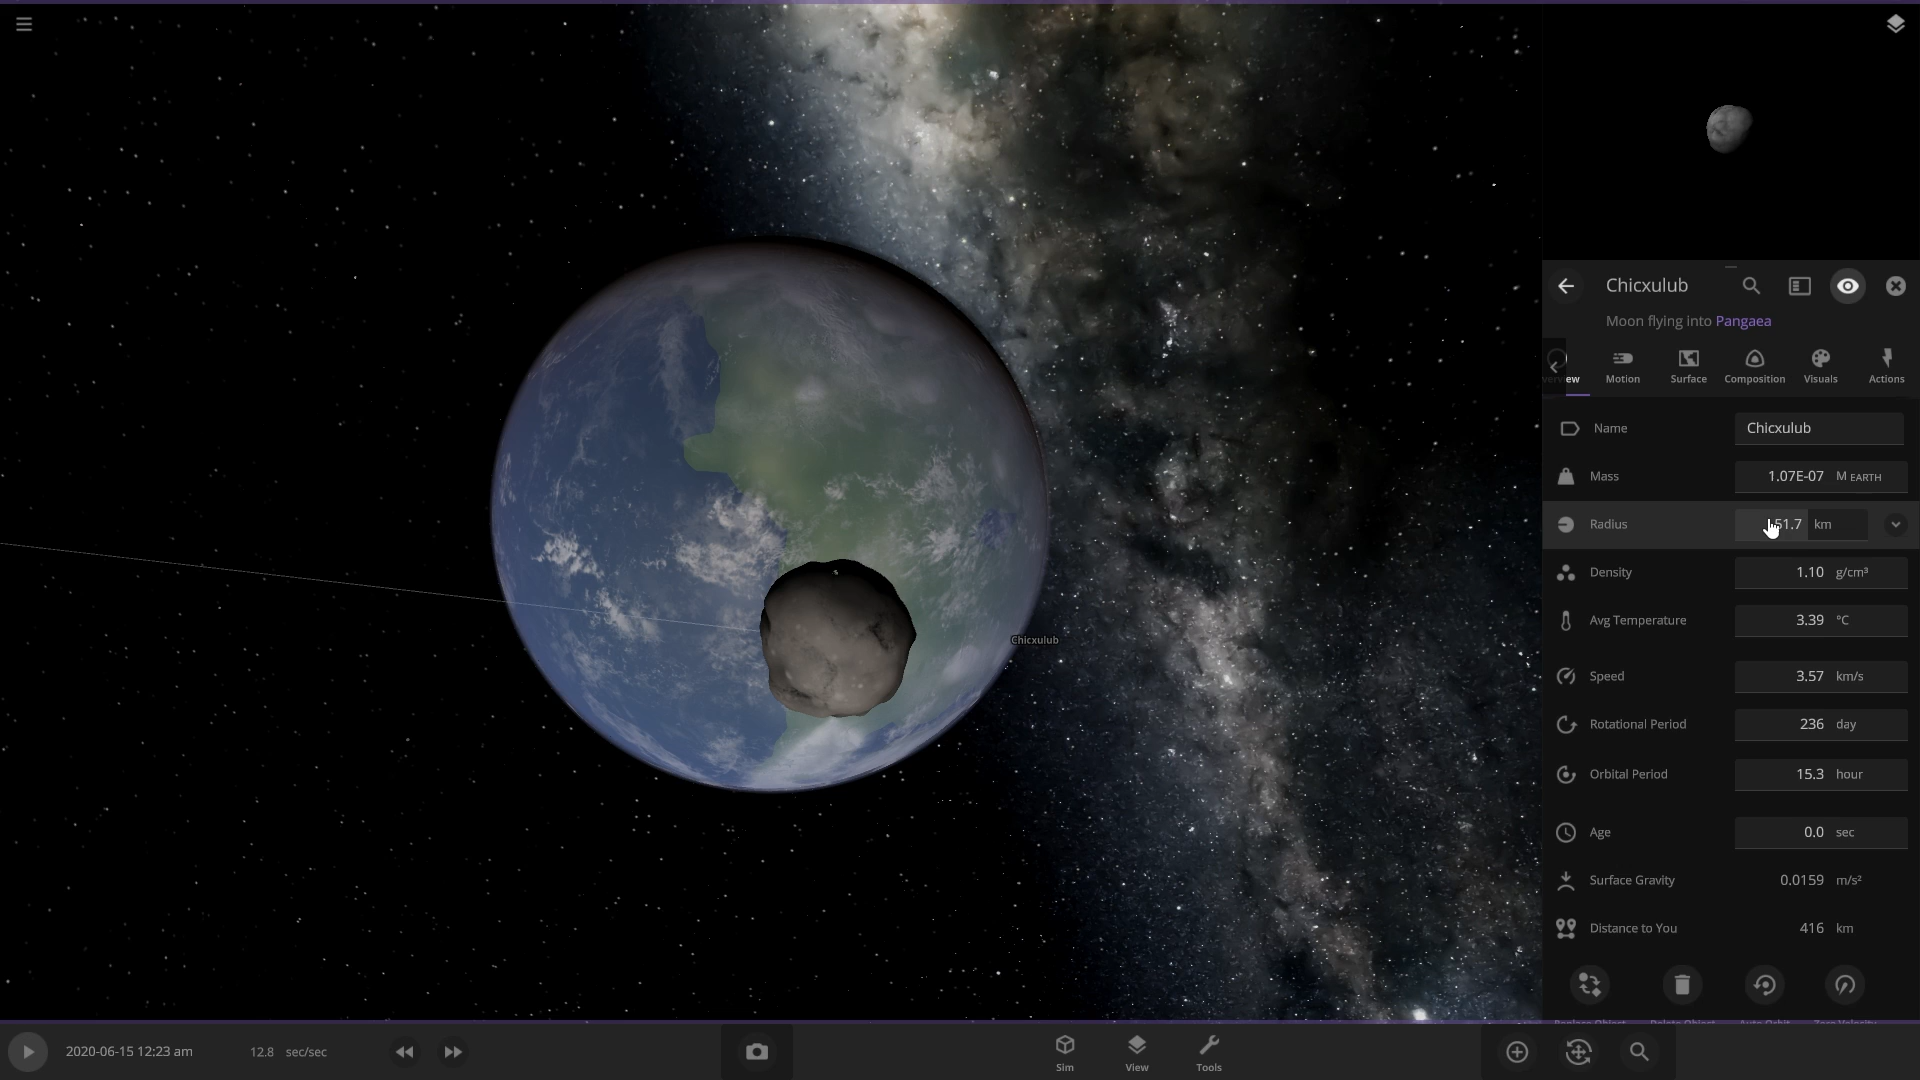 Chicxulub
Moon flying into Pangaea
Motion
Surface
Composition
Visuals
Actions
Name Chicxulub
Mass 1.07E-07 M EARTH
Radius 51.7 km
Density 1.10 g/cm³
Avg Temperature 3.39 °C
Speed 3.57 km/s
Rotational Period 236 day
Orbital Period 15.3 hour
Age 0.0 sec
Surface Gravity 0.0159 m/s²
Distance to You 416 km
Chicxulub
2020-06-15 12:23 am
12.8 sec/sec
Sim
View
Tools